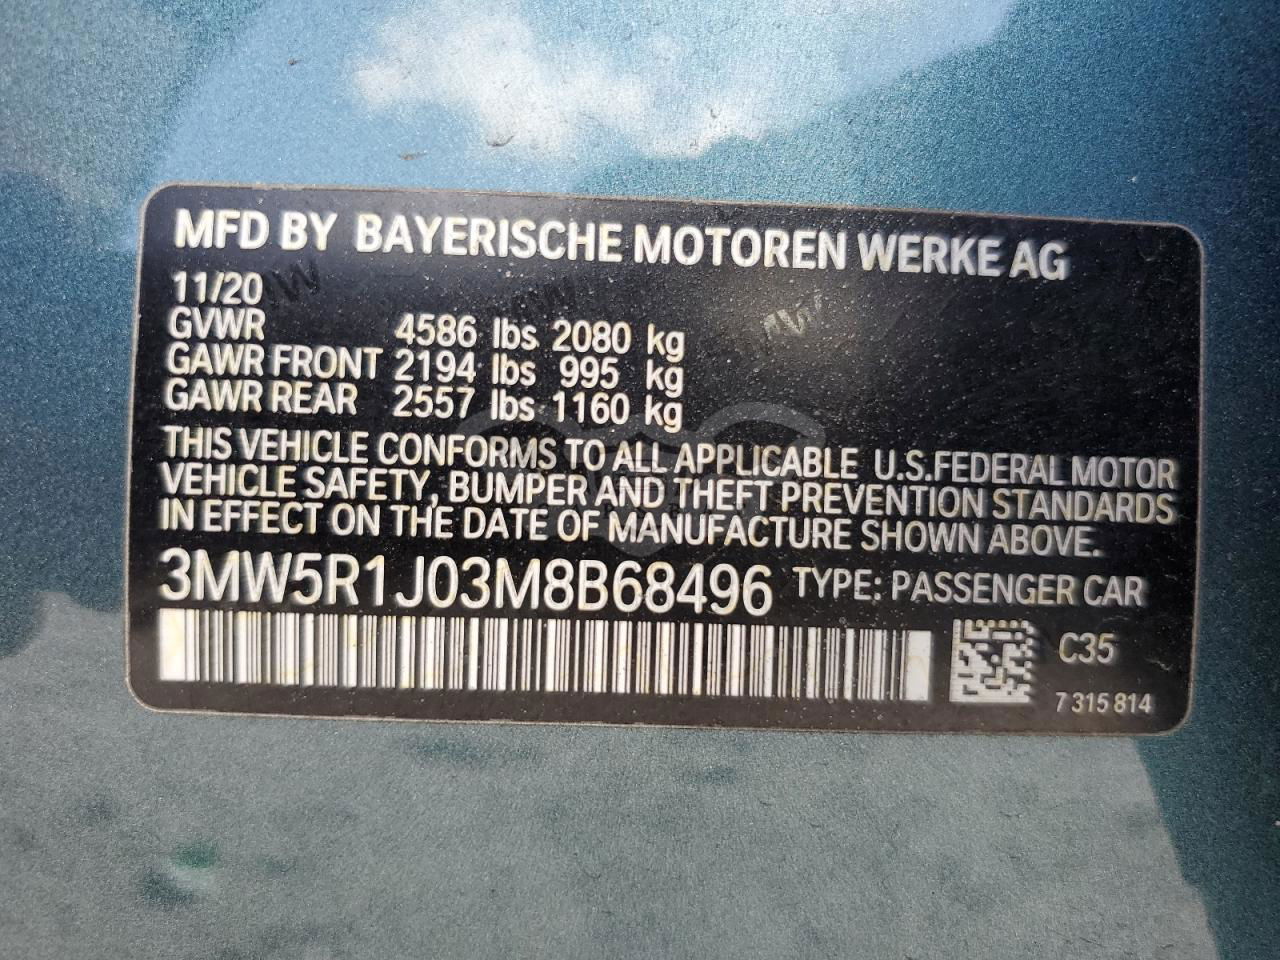 MFD BY BAYERISCHE MOTOREN WERKE AG
11/20
GVWR 4586 lbs 2080 kg
GAWR FRONT 2194 lbs 995 kg
GAWR REAR 2557 lbs 1160 kg
THIS VEHICLE CONFORMS TO ALL APPLICABLE U.S.FEDERAL MOTOR
VEHICLE SAFETY, BUMPER AND THEFT PREVENTION STANDARDS
IN EFFECT ON THE DATE OF MANUFACTURE SHOWN ABOVE.
3MW5R1J03M8B68496 TYPE: PASSENGER CAR
C35
7 315 814